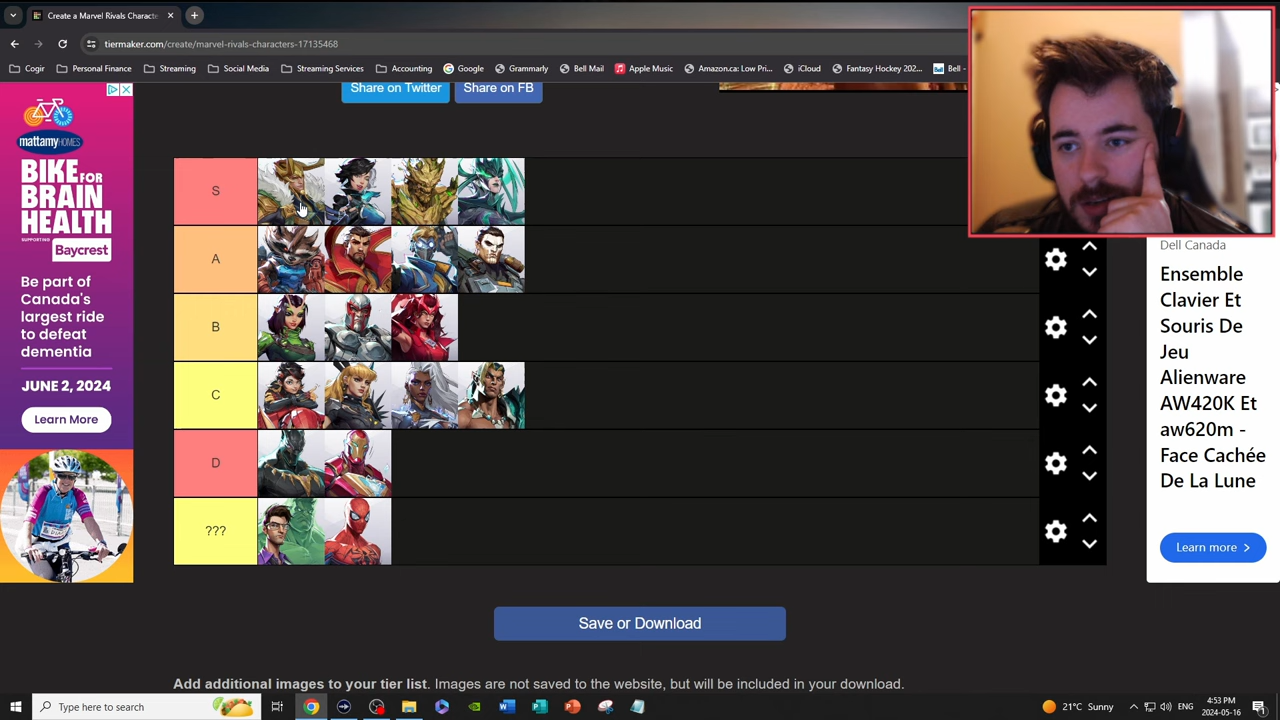 Create a Marvel Rivals Charact
tiermaker.com/create/marvel-rivals-characters-17135468
Cogir
Personal Finance
Streaming
Social Media
Streaming Services
Accounting
Google
Grammarly
Bell Mail
Apple Music
Amazon.ca: Low Pri...
iCloud
Fantasy Hockey 202...
Bell -
Share on Twitter
Share on FB
mattamyHOMES
BIKE FOR
BRAIN
HEALTH
SUPPORTING
Baycrest
Be part of
Canada's
largest ride
to defeat
dementia
JUNE 2, 2024
Learn More
S
A
B
C
D
???
Dell Canada
Ensemble
Clavier Et
Souris De
Jeu
Alienware
AW420K Et
aw620m -
Face Cachée
De La Lune
Learn more
Save or Download
Add additional images to your tier list. Images are not saved to the website, but will be included in your download.
Type here to search
21°C Sunny
ENG
4:53 PM
2024-05-16